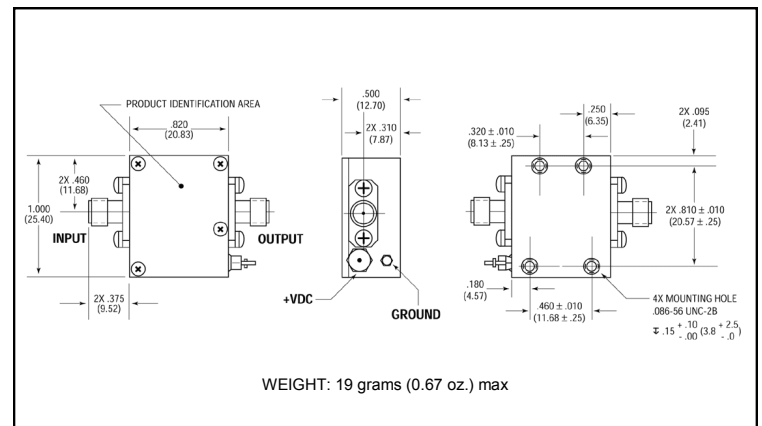 PRODUCT IDENTIFICATION AREA
.820
(20.83)
2X .460
(11.68)
1.000
(25.40)
INPUT
OUTPUT
2X .375
(9.52)
.500
(12.70)
2X .310
(7.87)
+VDC
GROUND
.250
(6.35)
.320 ± .010
(8.13 ± .25)
2X .095
(2.41)
2X .810 ± .010
(20.57 ± .25)
.180
(4.57)
.460 ± .010
(11.68 ± .25)
4X MOUNTING HOLE
.086-56 UNC-2B
↧ .15 + .10 - .00 (3.8 + 2.5 - .0 )
WEIGHT: 19 grams (0.67 oz.) max